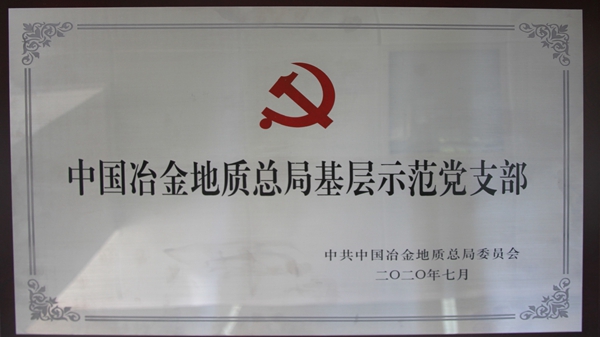 中国冶金地质总局基层示范党支部
中共中国冶金地质总局委员会
二〇二〇年七月